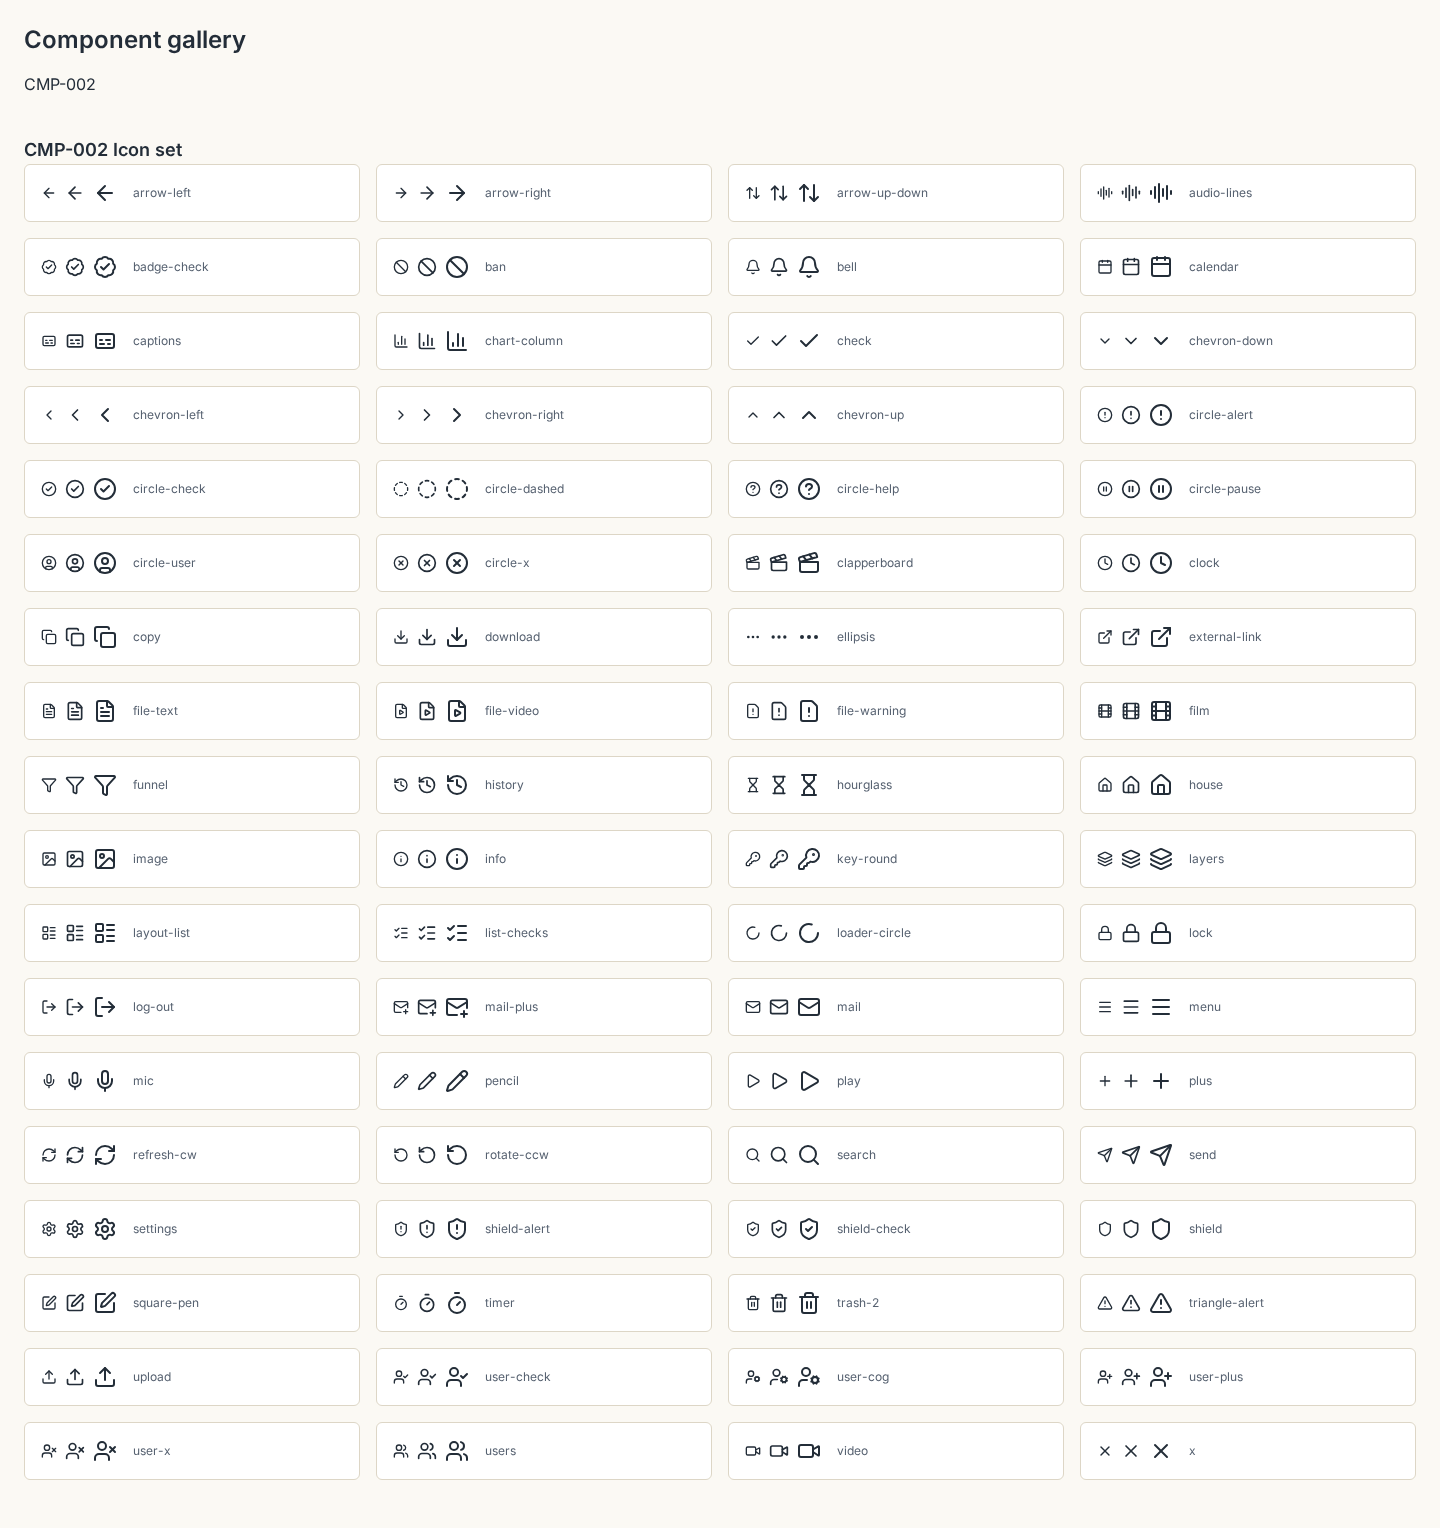 Component gallery
CMP-002
CMP-002 Icon set
arrow-left
arrow-right
arrow-up-down
audio-lines
badge-check
ban
bell
calendar
captions
chart-column
check
chevron-down
chevron-left
chevron-right
chevron-up
circle-alert
circle-check
circle-dashed
circle-help
circle-pause
circle-user
circle-x
clapperboard
clock
copy
download
ellipsis
external-link
file-text
file-video
file-warning
film
funnel
history
hourglass
house
image
info
key-round
layers
layout-list
list-checks
loader-circle
lock
log-out
mail-plus
mail
menu
mic
pencil
play
plus
refresh-cw
rotate-ccw
search
send
settings
shield-alert
shield-check
shield
square-pen
timer
trash-2
triangle-alert
upload
user-check
user-cog
user-plus
user-x
users
video
x